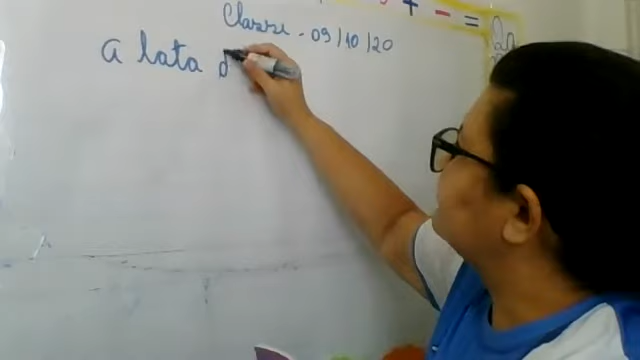 + - =
Classe - 09/10/20
a lata d